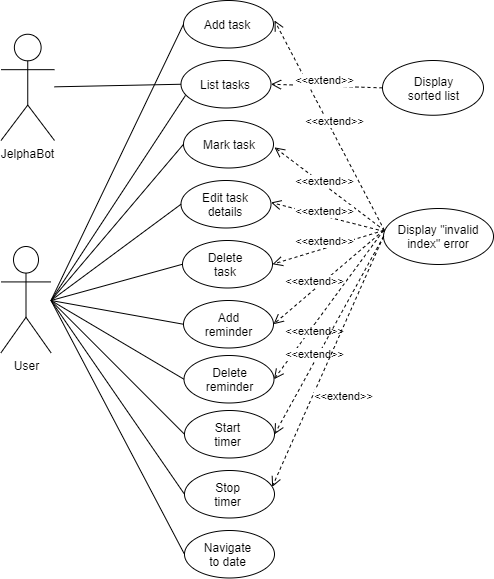 Add task
<<extend>>
List tasks
Display
sorted list
<<extend>>
JelphaBot
Mark task
<<extend>>
Edit task
details
<<extend>>
Display "invalid
index" error
Delete
task
<<extend>>
<<extend>>
Add
reminder
<<extend>>
User
<<extend>>
Delete
reminder
<<extend>>
Start
timer
Stop
timer
Navigate
to date